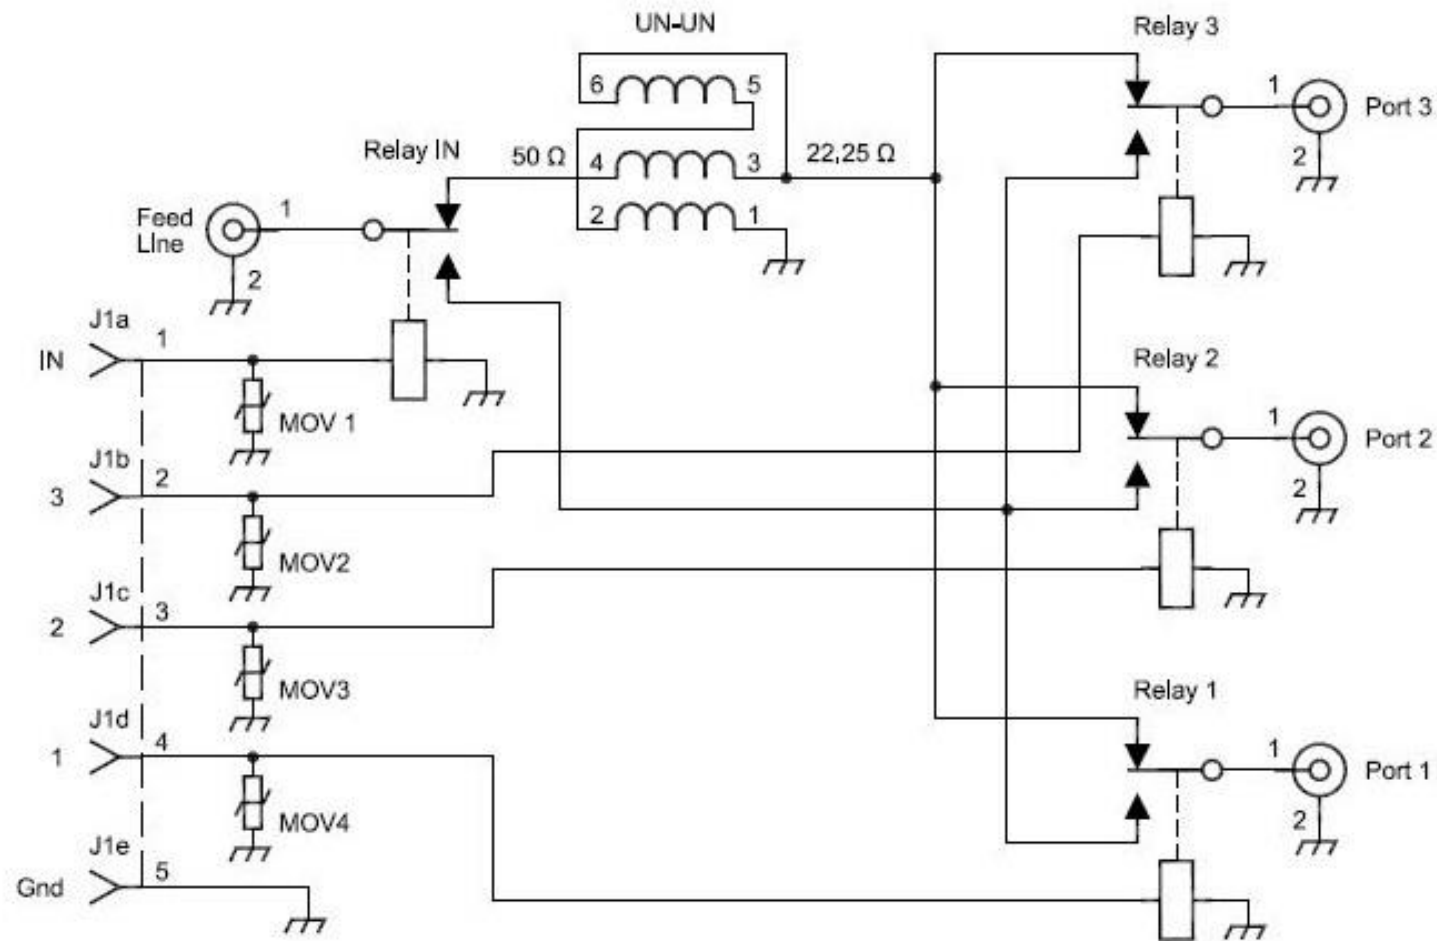 UN-UN
Relay 3
6 5
1
Port 3
Relay IN
50 Ω
4 3
22,25 Ω
2
Feed
LIne
1
2 1
2
J1a
1
IN
Relay 2
MOV 1
1
Port 2
J1b
2
3
2
MOV2
J1c
3
2
Relay 1
MOV3
J1d
4
1
1
Port 1
MOV4
2
J1e
5
Gnd